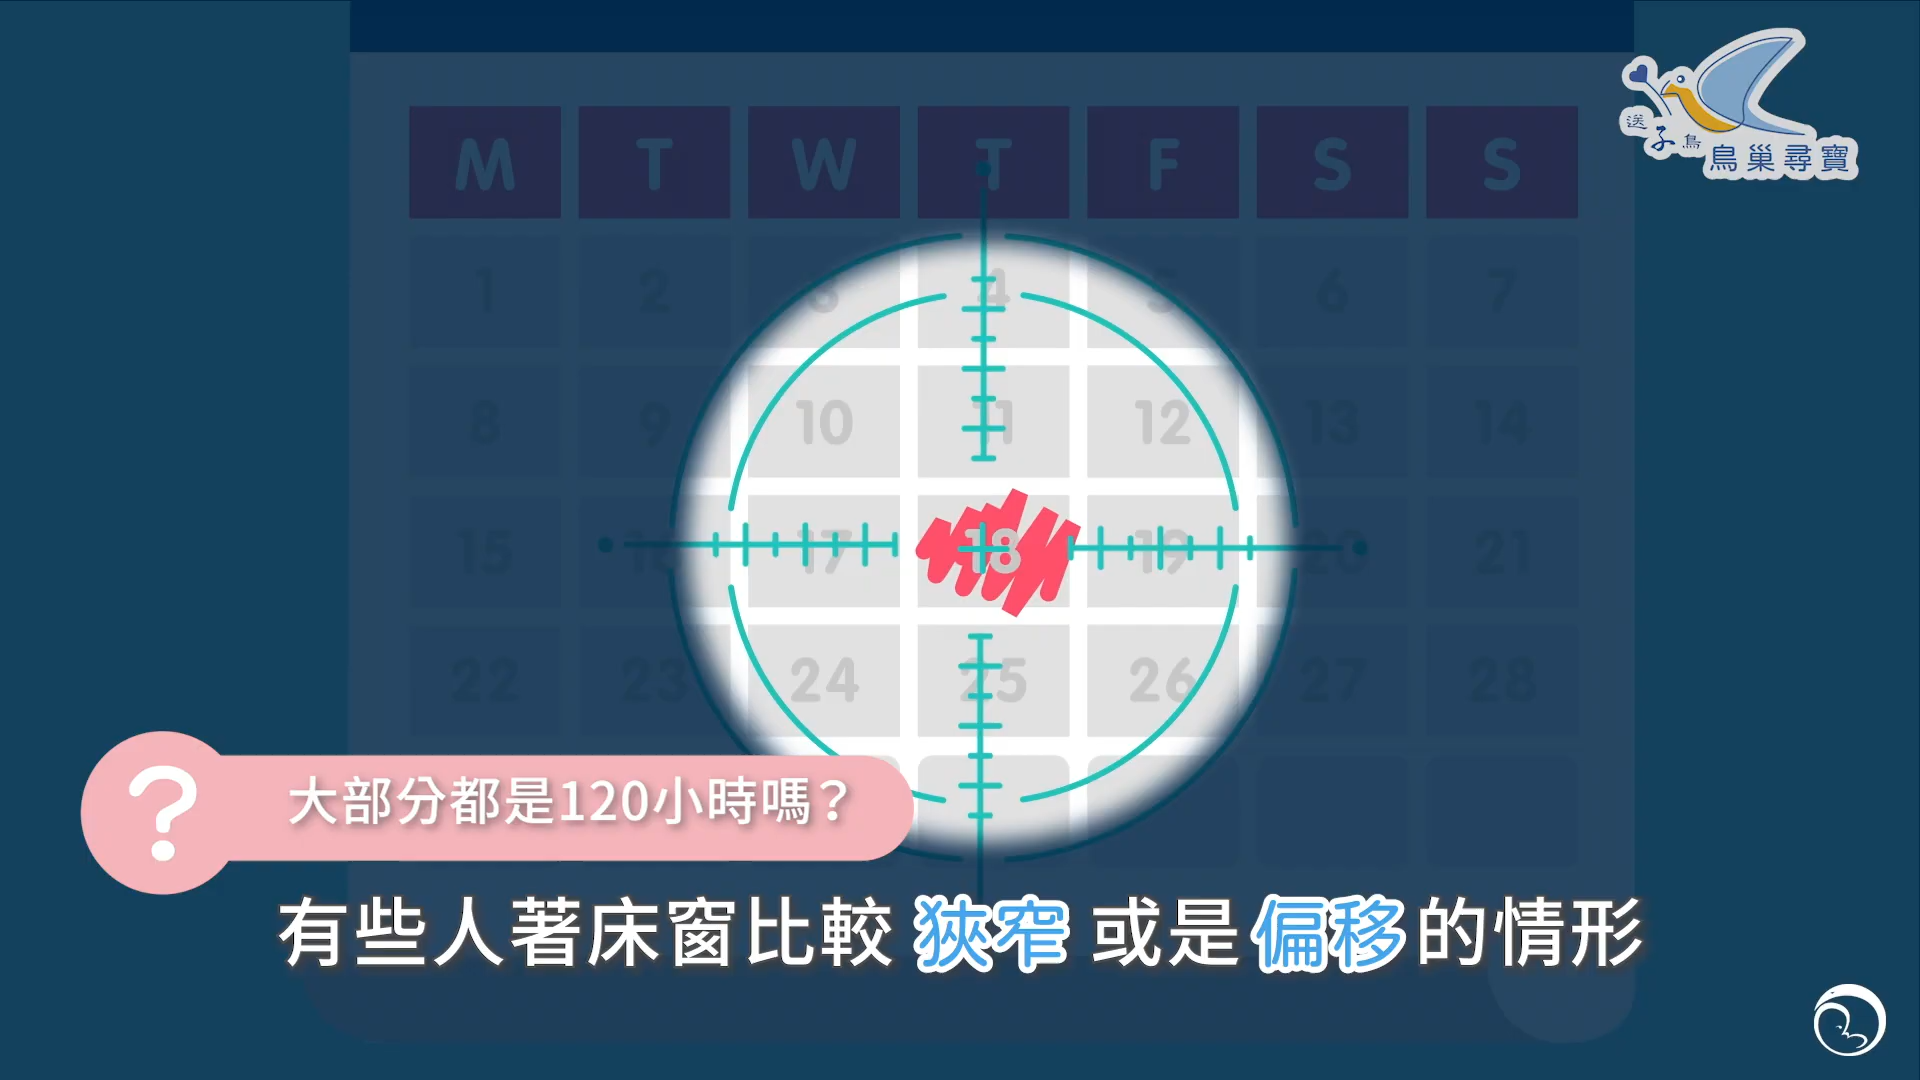 M T W T F S S
送子鳥
鳥巢尋寶
1 2 3 4 5 6 7
8 9 10 11 12 13 14
15 16 17 18 19 20 21
22 23 24 25 26 27 28
? 大部分都是120小時嗎？
有些人著床窗比較 狹窄 或是偏移的情形